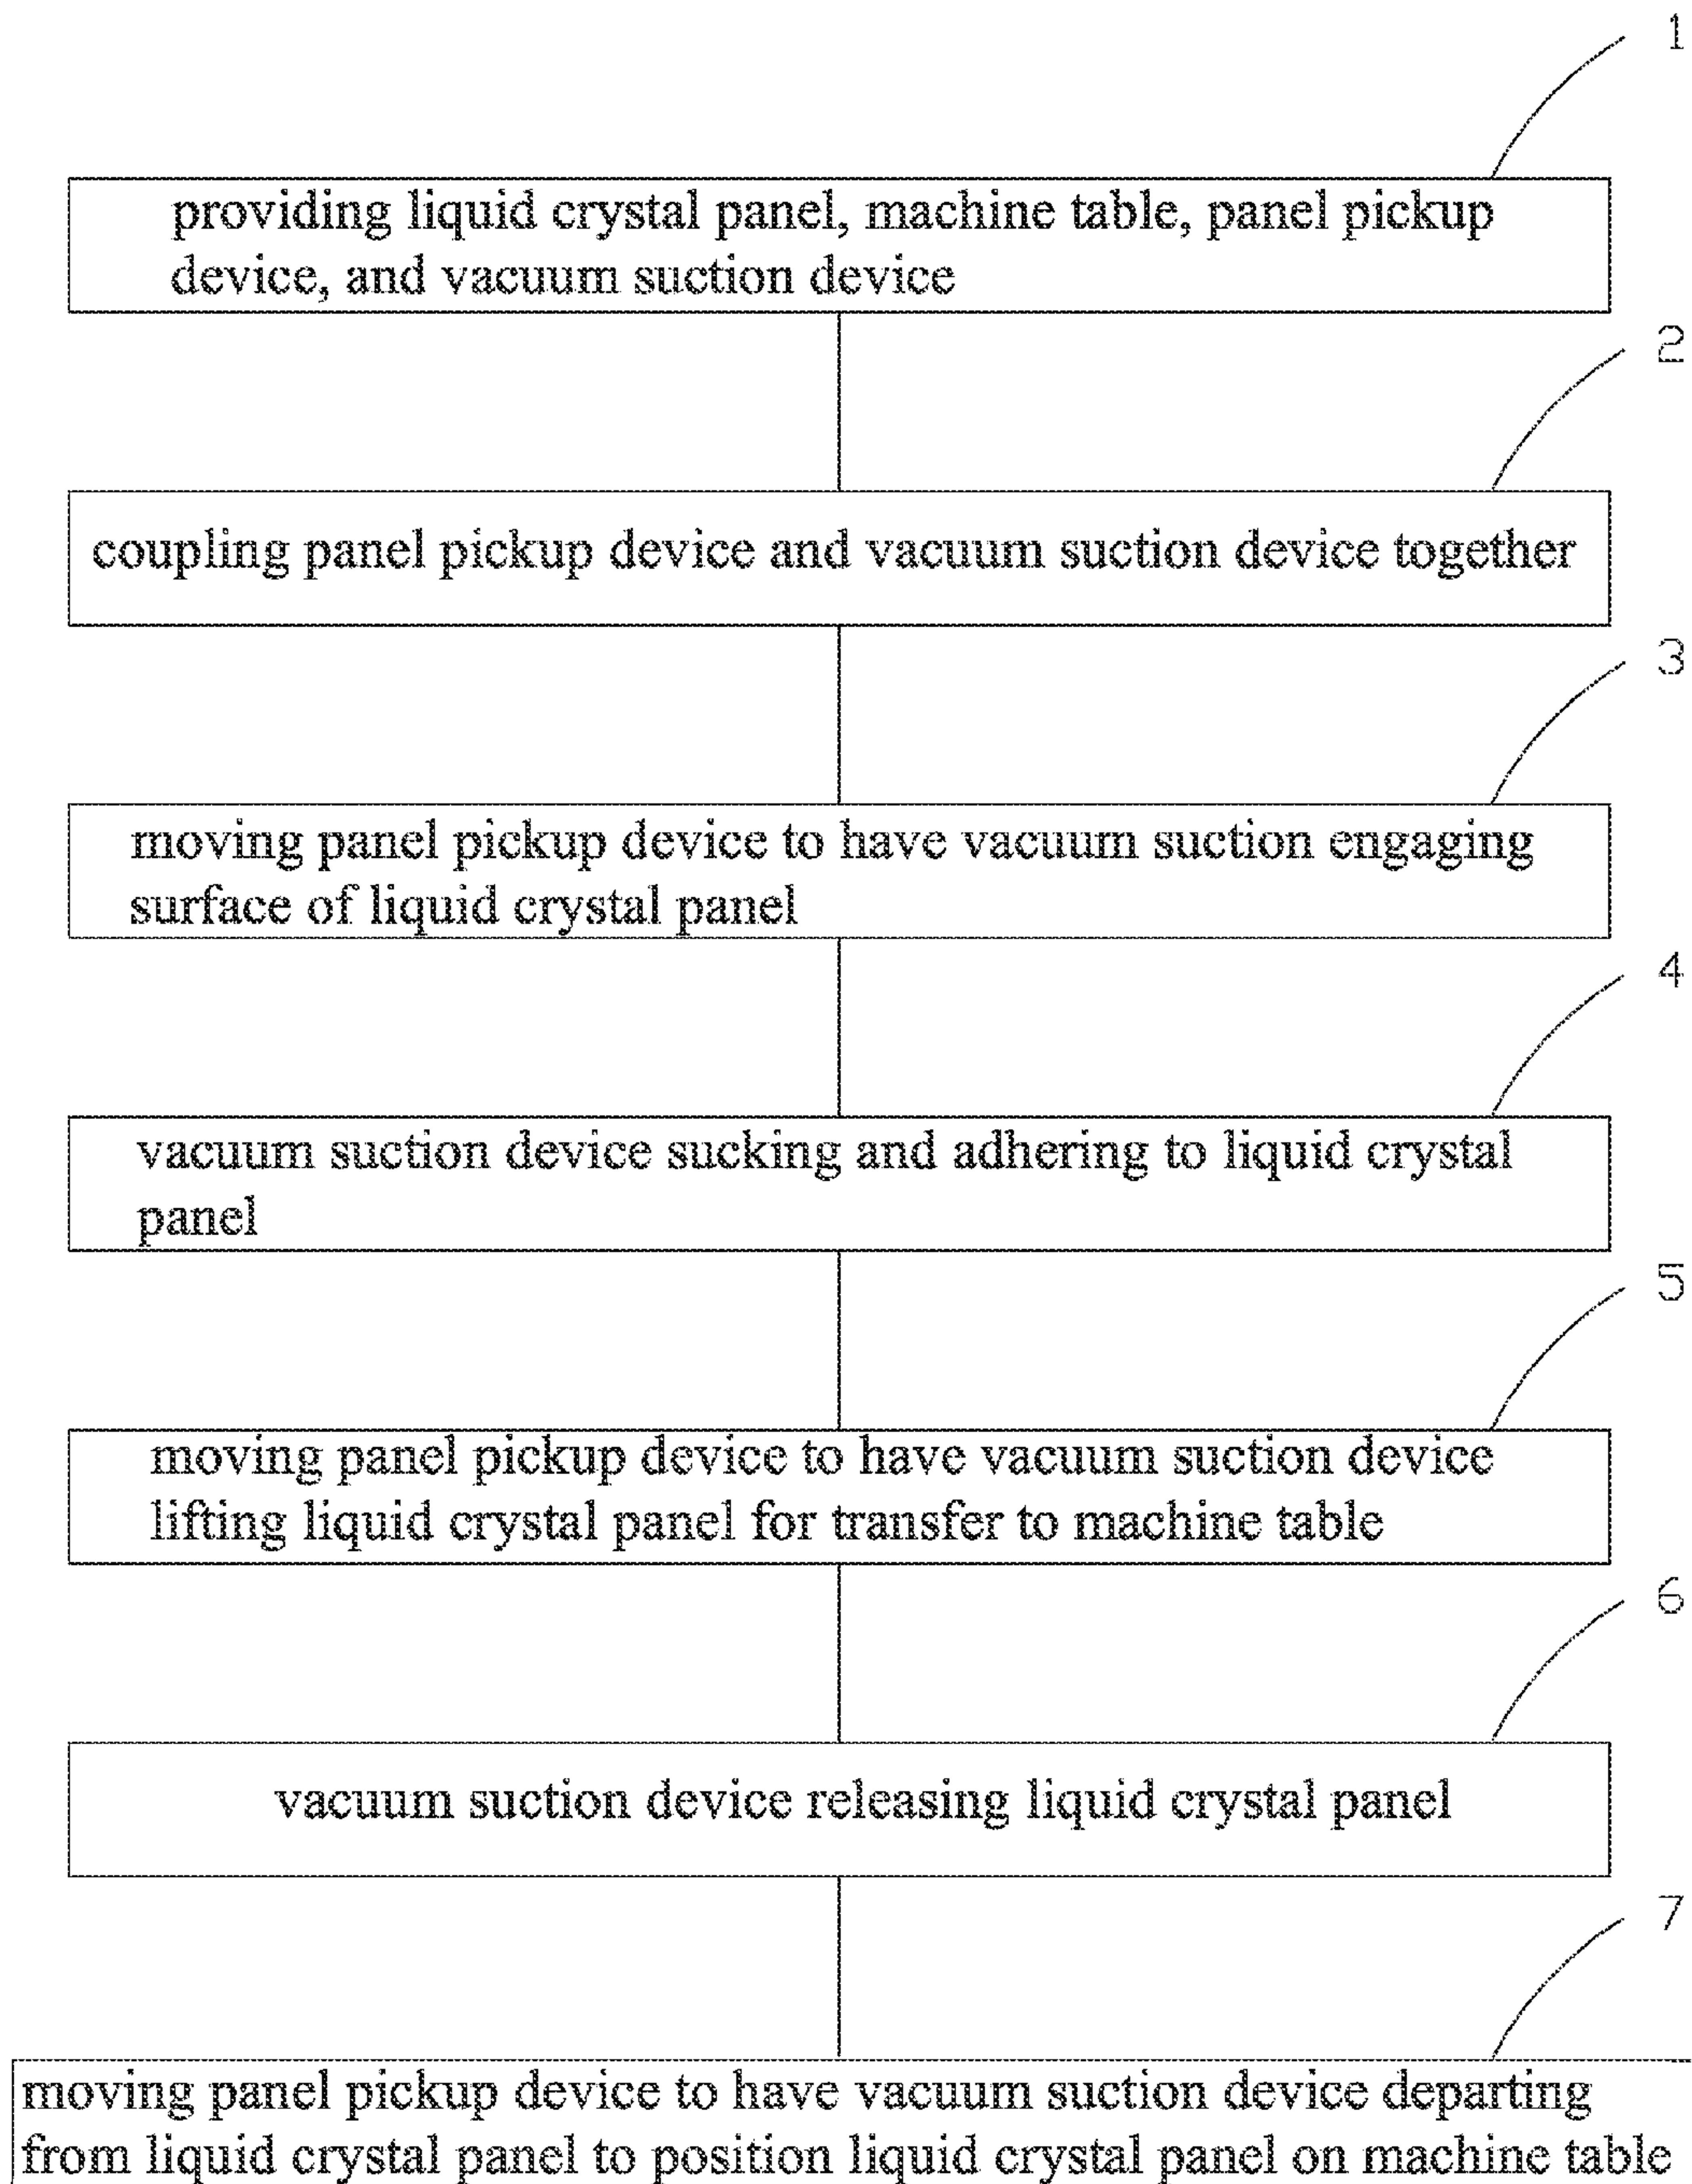 1
providing liquid crystal panel, machine table, panel pickup
device, and vacuum suction device
2
coupling panel pickup device and vacuum suction device together
3
moving panel pickup device to have vacuum suction engaging
surface of liquid crystal panel
4
vacuum suction device sucking and adhering to liquid crystal
panel
5
moving panel pickup device to have vacuum suction device
lifting liquid crystal panel for transfer to machine table
6
vacuum suction device releasing liquid crystal panel
7
moving panel pickup device to have vacuum suction device departing
from liquid crystal panel to position liquid crystal panel on machine table